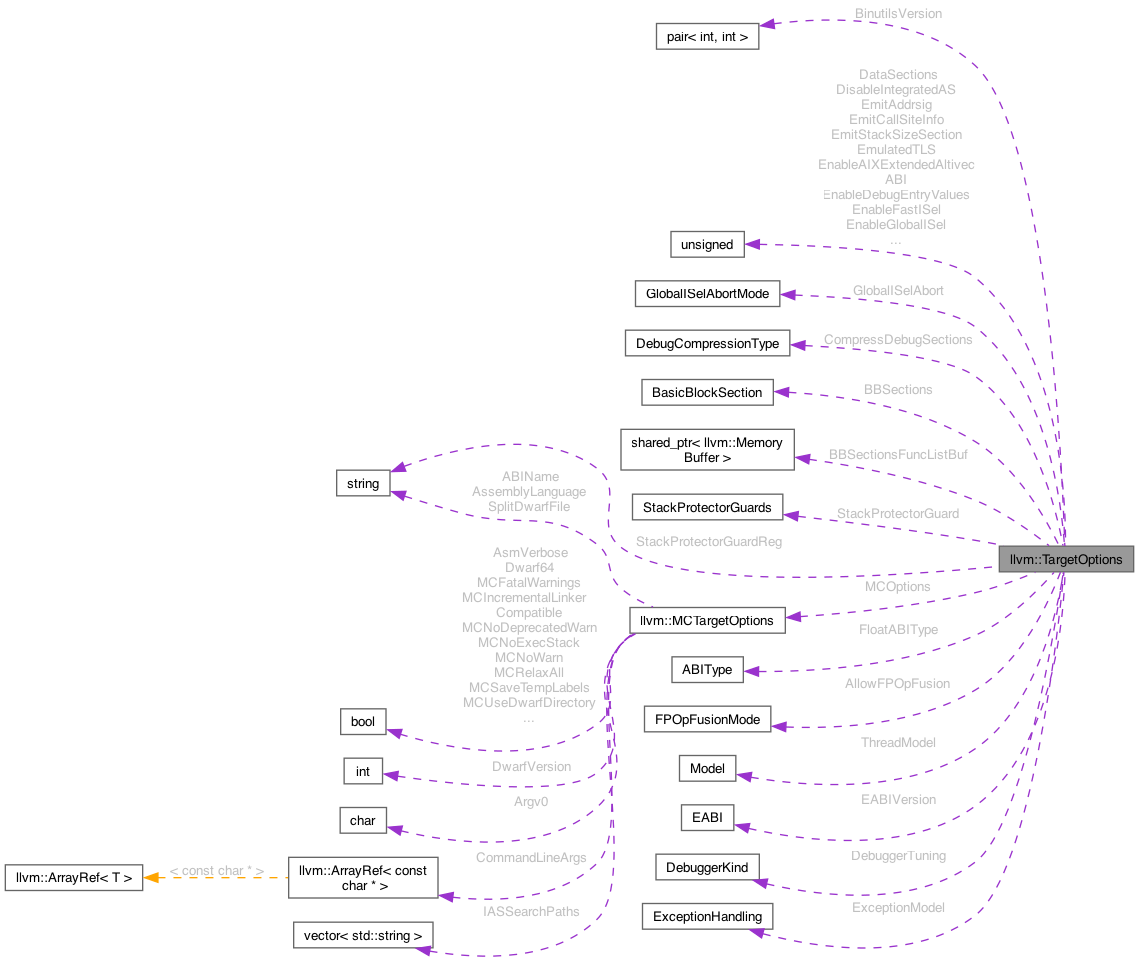 BinutilsVersion
pair< int, int >
DataSections
DisableIntegratedAS
EmitAddrsig
EmitCallSiteInfo
EmitStackSizeSection
EmulatedTLS
EnableAIXExtendedAltivec
ABI
EnableDebugEntryValues
EnableFastISel
EnableGlobalISel
...
unsigned
GlobalISelAbort
GlobalISelAbortMode
CompressDebugSections
DebugCompressionType
BBSections
BasicBlockSection
shared_ptr< llvm::Memory
Buffer >
BBSectionsFuncListBuf
string
ABIName
AssemblyLanguage
SplitDwarfFile
StackProtectorGuards
StackProtectorGuard
StackProtectorGuardReg
llvm::TargetOptions
MCOptions
llvm::MCTargetOptions
AsmVerbose
Dwarf64
MCFatalWarnings
MCIncrementalLinker
Compatible
MCNoDeprecatedWarn
MCNoExecStack
MCNoWarn
MCRelaxAll
MCSaveTempLabels
MCUseDwarfDirectory
...
FloatABIType
ABIType
AllowFPOpFusion
FPOpFusionMode
bool
ThreadModel
Model
int
DwarfVersion
EABIVersion
EABI
char
Argv0
DebuggerTuning
DebuggerKind
CommandLineArgs
llvm::ArrayRef< T >
< const char * >
llvm::ArrayRef< const
char * >
ExceptionModel
ExceptionHandling
IASSearchPaths
vector< std::string >